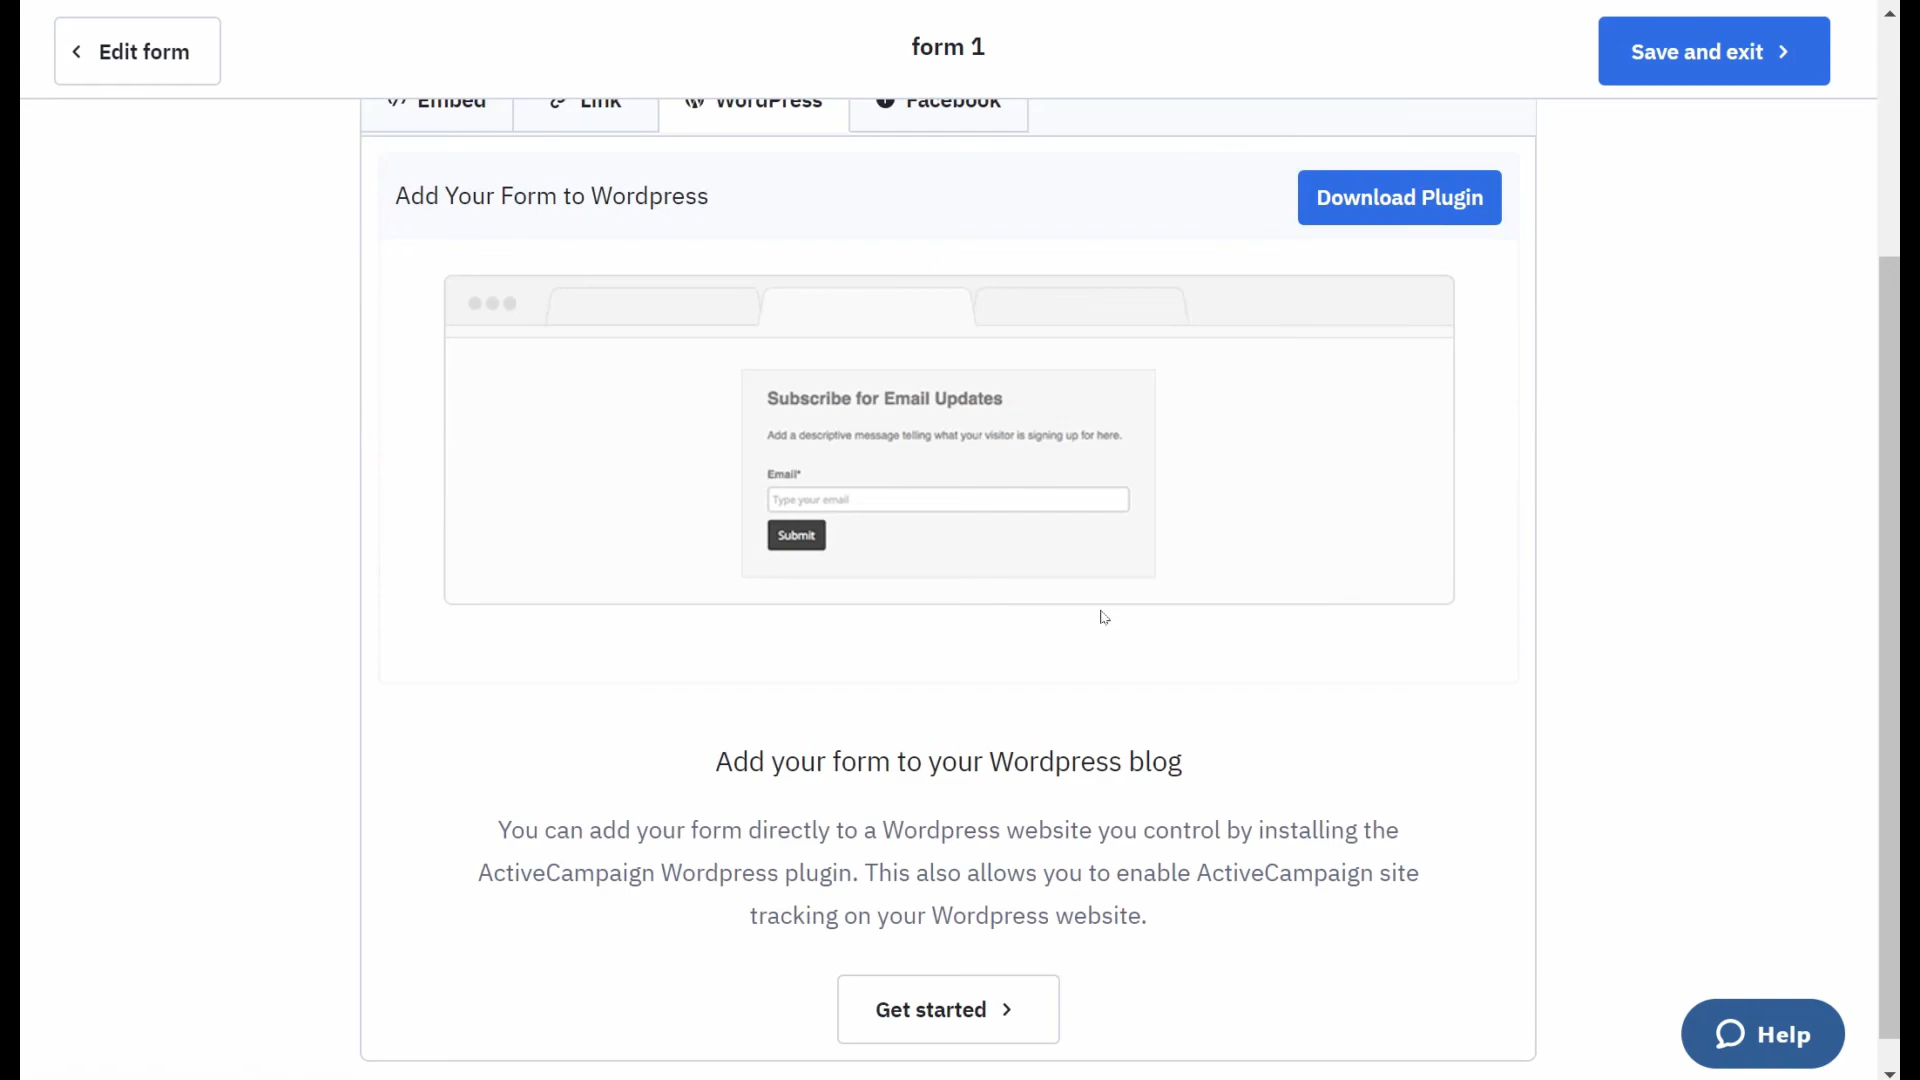 Edit form
form 1
Save and exit
Embed
Link
WordPress
Facebook
Add Your Form to Wordpress
Download Plugin
Subscribe for Email Updates
Add a descriptive message telling what your visitor is signing up for here.
Email*
Type your email
Submit
Add your form to your Wordpress blog
You can add your form directly to a Wordpress website you control by installing the
ActiveCampaign Wordpress plugin. This also allows you to enable ActiveCampaign site
tracking on your Wordpress website.
Get started
Help